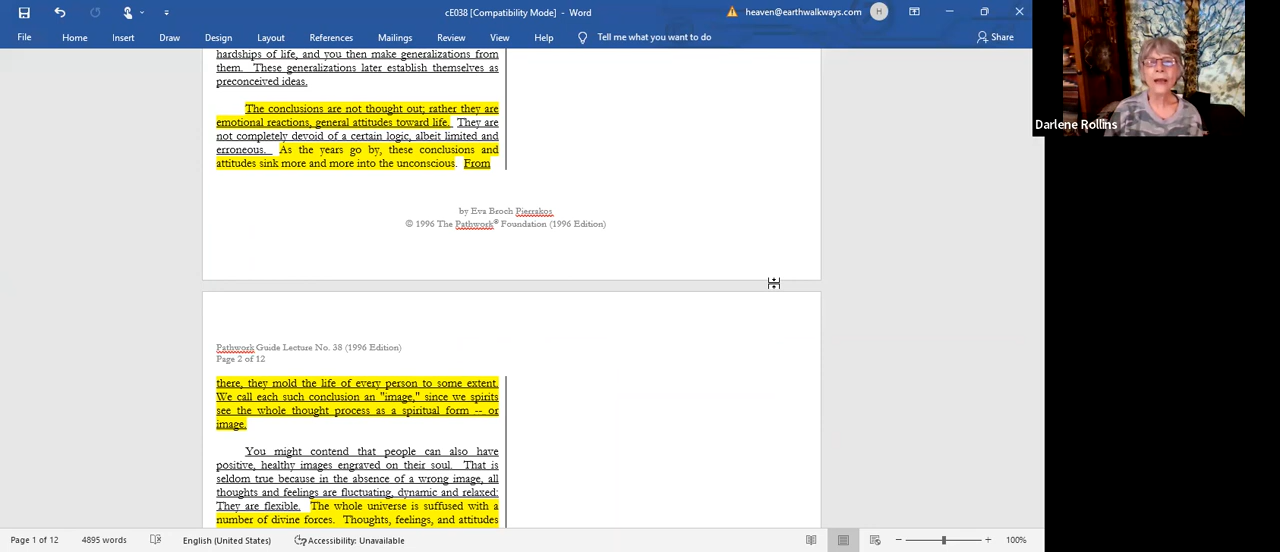 cE038 [Compatibility Mode] - Word
heaven@earthwalkways.com
H
File Home Insert Draw Design Layout References Mailings Review View Help Tell me what you want to do Share
Darlene Rollins
hardships of life, and you then make generalizations from
them. These generalizations later establish themselves as
preconceived ideas.
The conclusions are not thought out; rather they are
emotional reactions, general attitudes toward life. They are
not completely devoid of a certain logic, albeit limited and
erroneous. As the years go by, these conclusions and
attitudes sink more and more into the unconscious. From
by Eva Broch Pierrakos
© 1996 The Pathwork® Foundation (1996 Edition)
Pathwork Guide Lecture No. 38 (1996 Edition)
Page 2 of 12
there, they mold the life of every person to some extent.
We call each such conclusion an "image," since we spirits
see the whole thought process as a spiritual form -- or
image.
You might contend that people can also have
positive, healthy images engraved on their soul. That is
seldom true because in the absence of a wrong image, all
thoughts and feelings are fluctuating, dynamic and relaxed:
They are flexible. The whole universe is suffused with a
number of divine forces. Thoughts, feelings, and attitudes
Page 1 of 12 4895 words English (United States) Accessibility: Unavailable 100%